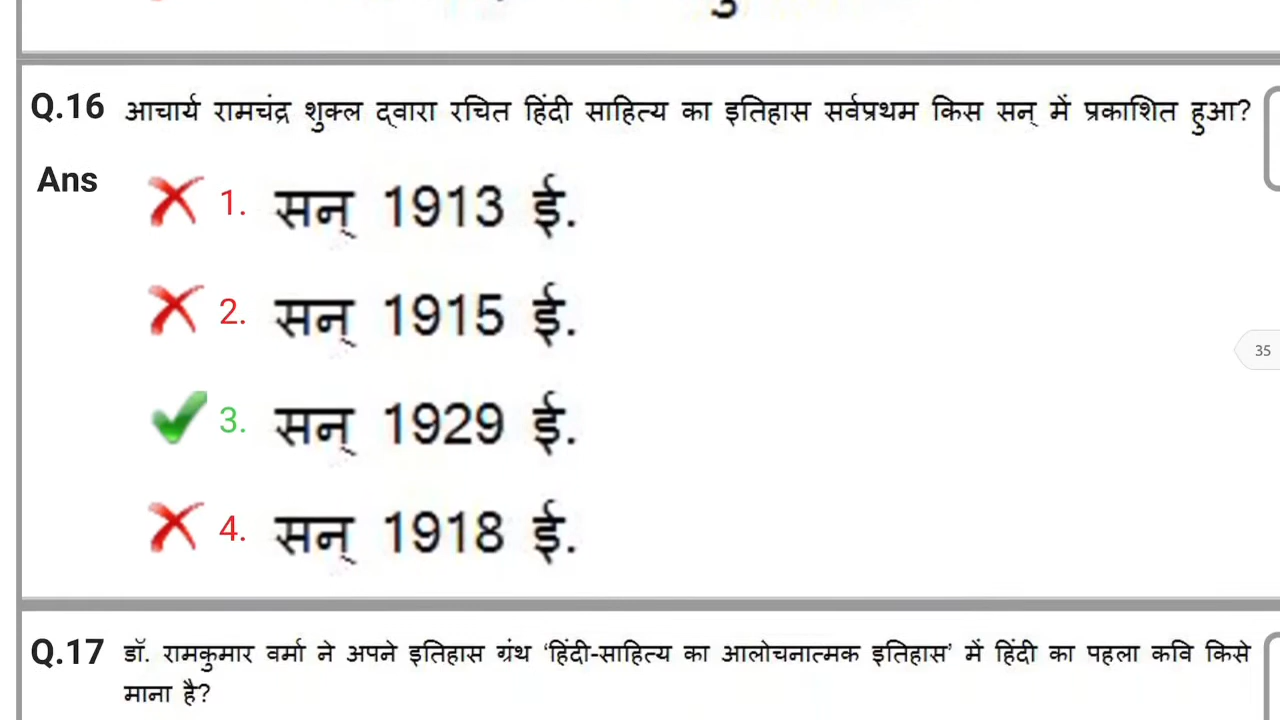 Q.16 आचार्य रामचंद्र शुक्ल द्वारा रचित हिंदी साहित्य का इतिहास सर्वप्रथम किस सन् में प्रकाशित हुआ?
Ans
1. सन् 1913 ई.
2. सन् 1915 ई.
3. सन् 1929 ई.
35
4. सन् 1918 ई.
Q.17 डॉ. रामकुमार वर्मा ने अपने इतिहास ग्रंथ ‘हिंदी-साहित्य का आलोचनात्मक इतिहास’ में हिंदी का पहला कवि किसे
माना है?